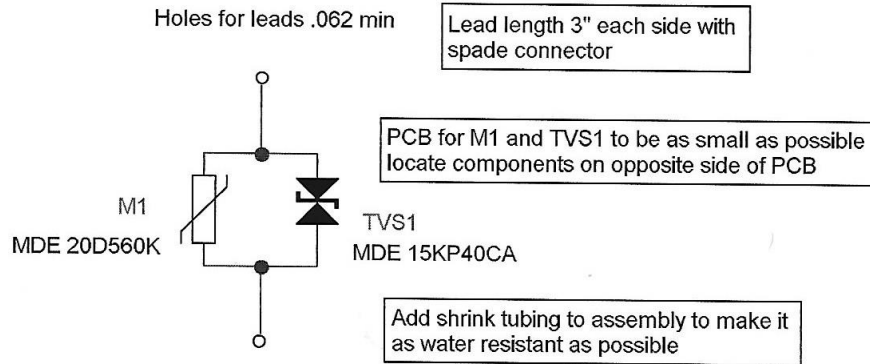 Holes for leads .062 min
Lead length 3" each side with
spade connector
PCB for M1 and TVS1 to be as small as possible
locate components on opposite side of PCB
M1
MDE 20D560K
TVS1
MDE 15KP40CA
Add shrink tubing to assembly to make it
as water resistant as possible